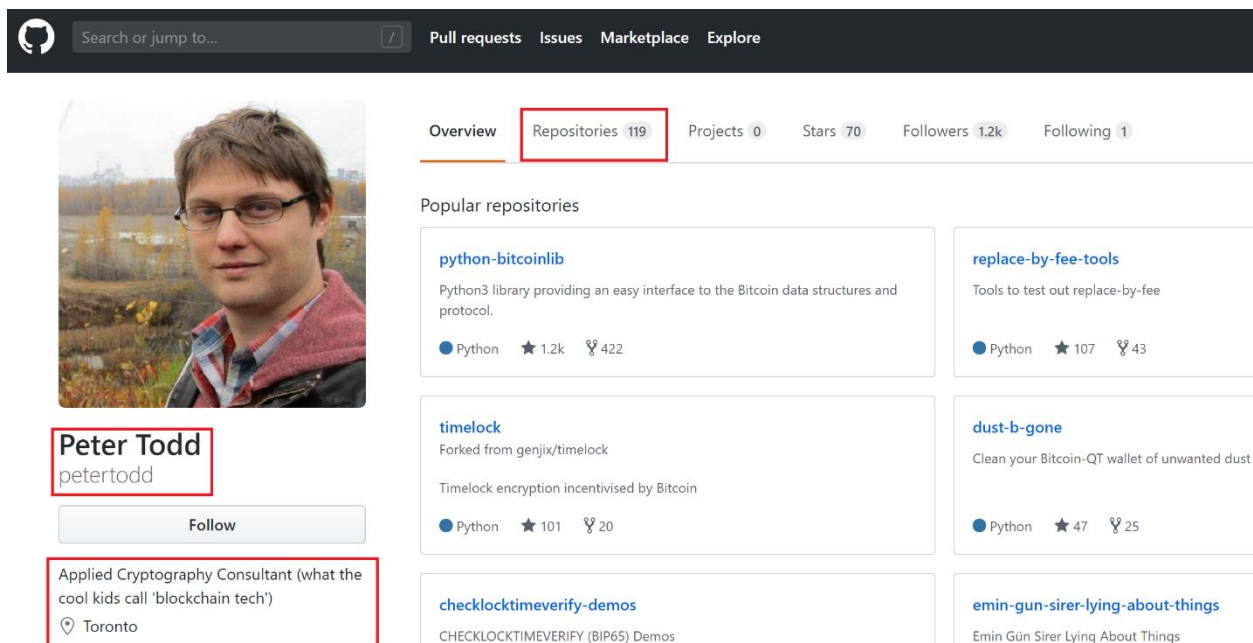 Search or jump to... /
Pull requests Issues Marketplace Explore
Overview Repositories 119 Projects 0 Stars 70 Followers 1.2k Following 1
Popular repositories
python-bitcoinlib
Python3 library providing an easy interface to the Bitcoin data structures and
protocol.
Python 1.2k 422
replace-by-fee-tools
Tools to test out replace-by-fee
Python 107 43
timelock
Forked from genjix/timelock
Timelock encryption incentivised by Bitcoin
Python 101 20
dust-b-gone
Clean your Bitcoin-QT wallet of unwanted dust
Python 47 25
checklocktimeverify-demos
CHECKLOCKTIMEVERIFY (BIP65) Demos
emin-gun-sirer-lying-about-things
Emin Gün Sirer Lying About Things
Peter Todd
petertodd
Follow
Applied Cryptography Consultant (what the
cool kids call 'blockchain tech')
Toronto